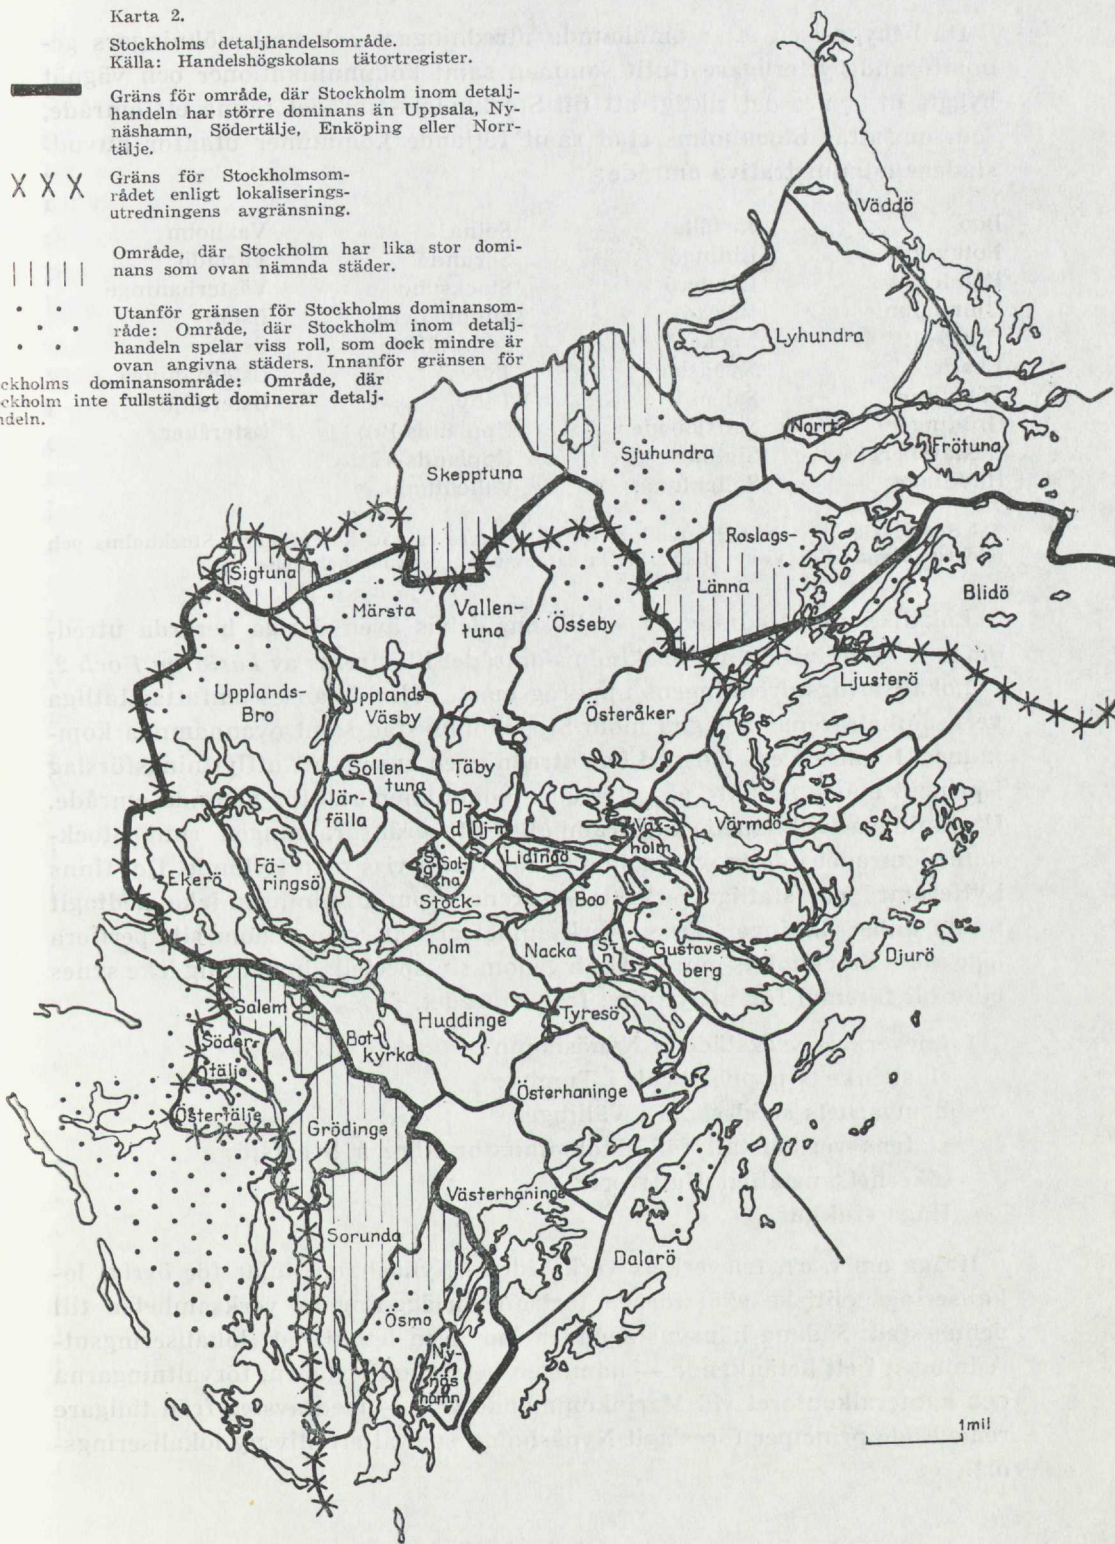 Karta 2.
Stockholms detaljhandelsområde.
Källa: Handelshögskolans tätortregister.
Gräns för område, där Stockholm inom detalj-
handeln har större dominans än Uppsala, Ny-
näshamn, Södertälje, Enköping eller Norr-
tälje.
Gräns för Stockholmsom-
rådet enligt lokaliserings-
utredningens avgränsning.
Område, där Stockholm har lika stor domi-
nans som ovan nämnda städer.
Utanför gränsen för Stockholms dominansom-
råde: Område, där Stockholm inom detalj-
handeln spelar viss roll, som dock mindre är
ovan angivna städers. Innanför gränsen för
ckholms dominansområde: Område, där
ckholm inte fullständigt dominerar detalj-
ndeln.
Väddö
Lyhundra
Norrt
Frötuna
Sjuhundra
Skepptuna
Roslags-
Länna
Sigtuna
Märsta
Vallen-
tuna
Össeby
Blidö
Ljusterö
Upplands-
Bro
Upplands-
Väsby
Österåker
Sollen-
tuna
Täby
Jär-
fälla
D-
d
Dj-m
Vax-
holm
Värmdö
S-
g
Sol-
na
S
Lidingö
Ekerö
Fä-
ringsö
Stock-
holm
Boo
Nacka
St-
n
Gustavs-
berg
Djurö
Salem
Bot-
kyrka
Huddinge
Tyresö
Söder-
tälje
Östertälje
Österhaninge
Grödinge
Västerhaninge
Sorunda
Dalarö
Ösmo
Ny-
näs
hamn
1mil